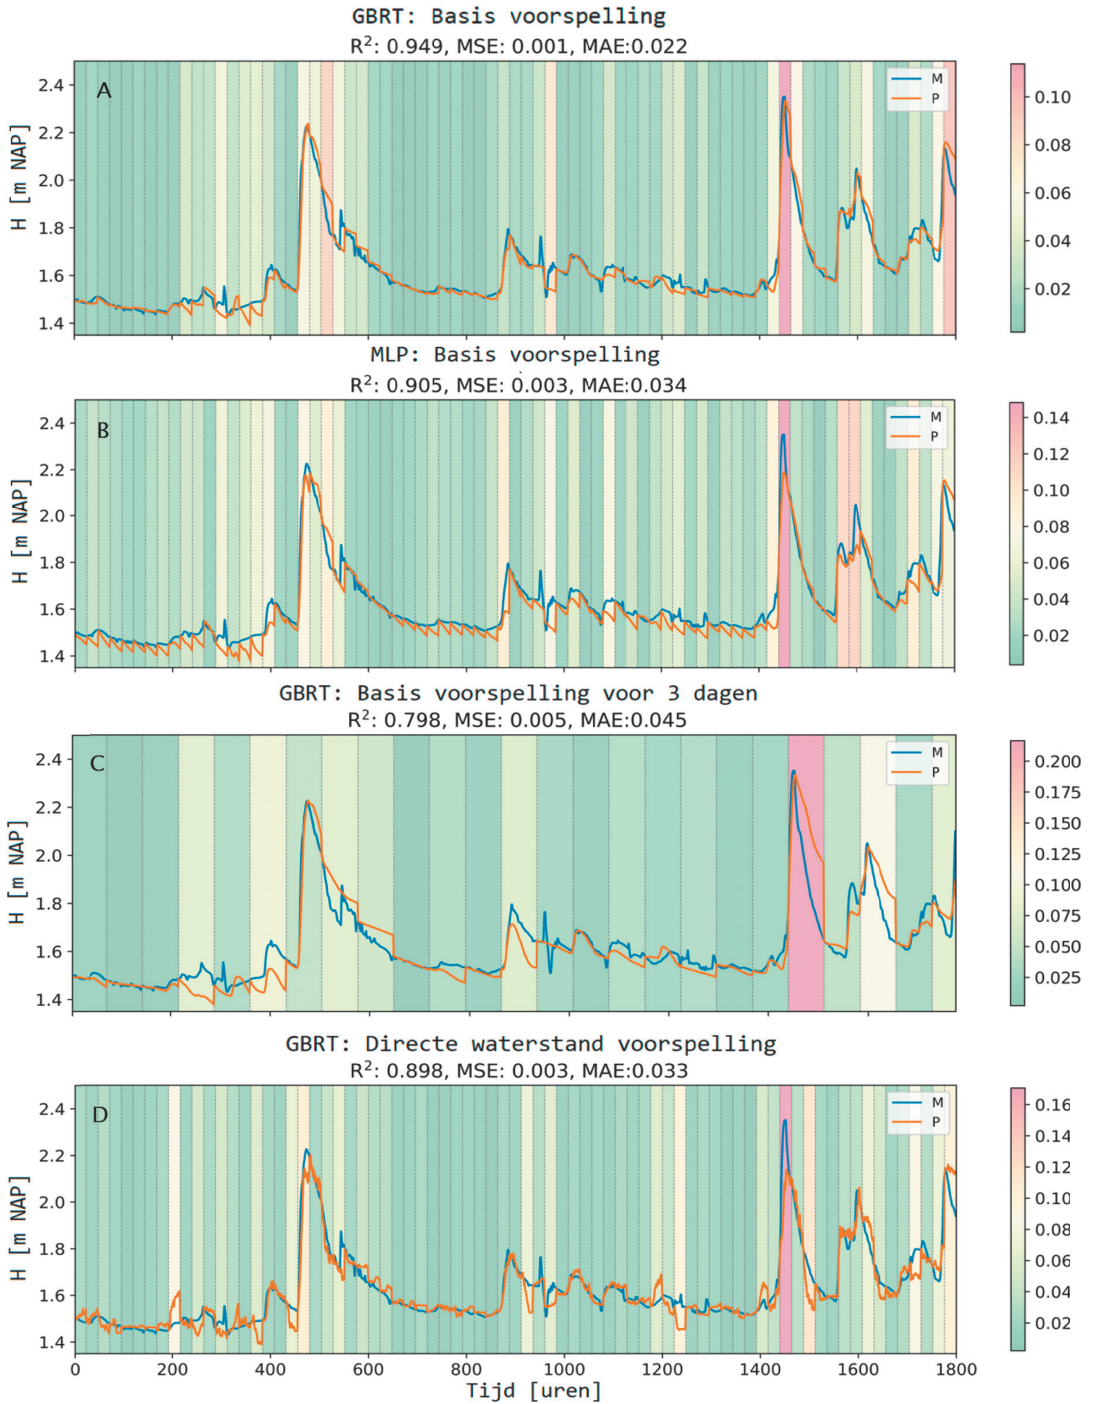 GBRT: Basis voorspelling
R²: 0.949, MSE: 0.001, MAE:0.022
A
M
P
H [m NAP]
2.4
2.2
2.0
1.8
1.6
1.4
0.10
0.08
0.06
0.04
0.02
MLP: Basis voorspelling
R²: 0.905, MSE: 0.003, MAE:0.034
B
M
P
H [m NAP]
2.4
2.2
2.0
1.8
1.6
1.4
0.14
0.12
0.10
0.08
0.06
0.04
0.02
GBRT: Basis voorspelling voor 3 dagen
R²: 0.798, MSE: 0.005, MAE:0.045
C
M
P
H [m NAP]
2.4
2.2
2.0
1.8
1.6
1.4
0.200
0.175
0.150
0.125
0.100
0.075
0.050
0.025
GBRT: Directe waterstand voorspelling
R²: 0.898, MSE: 0.003, MAE:0.033
D
M
P
H [m NAP]
2.4
2.2
2.0
1.8
1.6
1.4
0.16
0.14
0.12
0.10
0.08
0.06
0.04
0.02
0 200 400 600 800 1000 1200 1400 1600 1800
Tijd [uren]